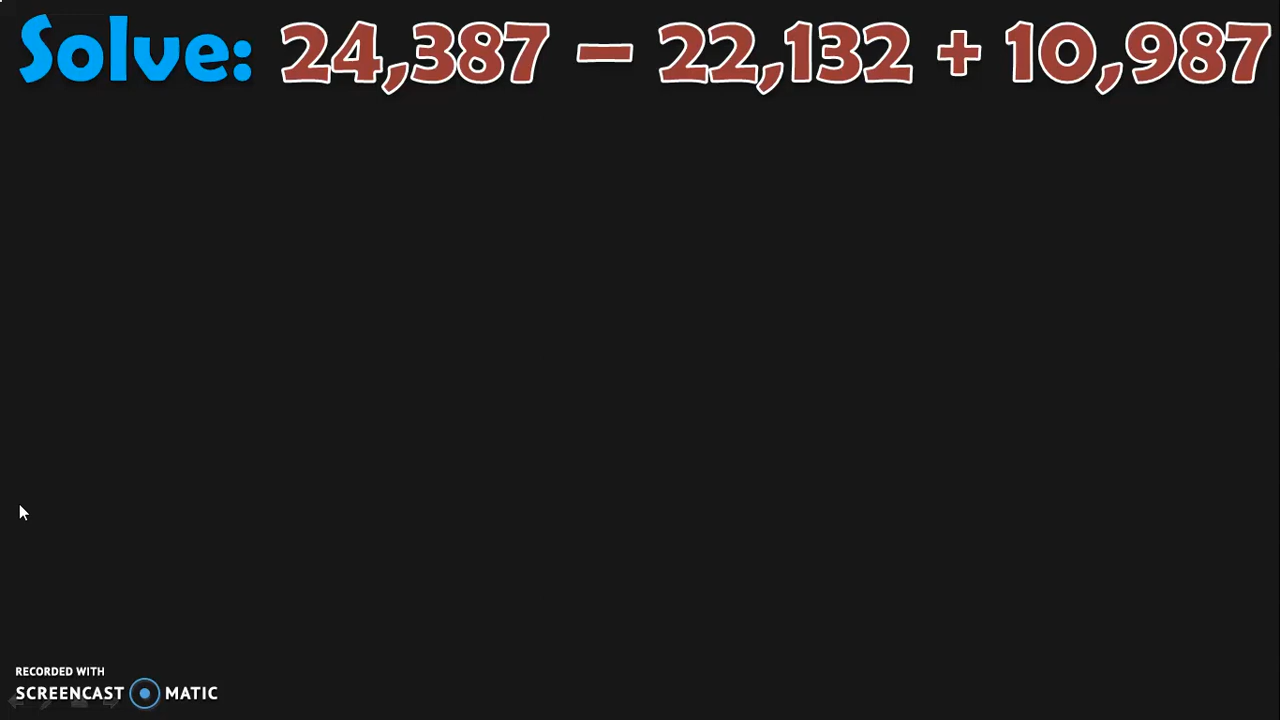 Solve: 24,387 – 22,132 + 10,987
RECORDED WITH
SCREENCAST MATIC